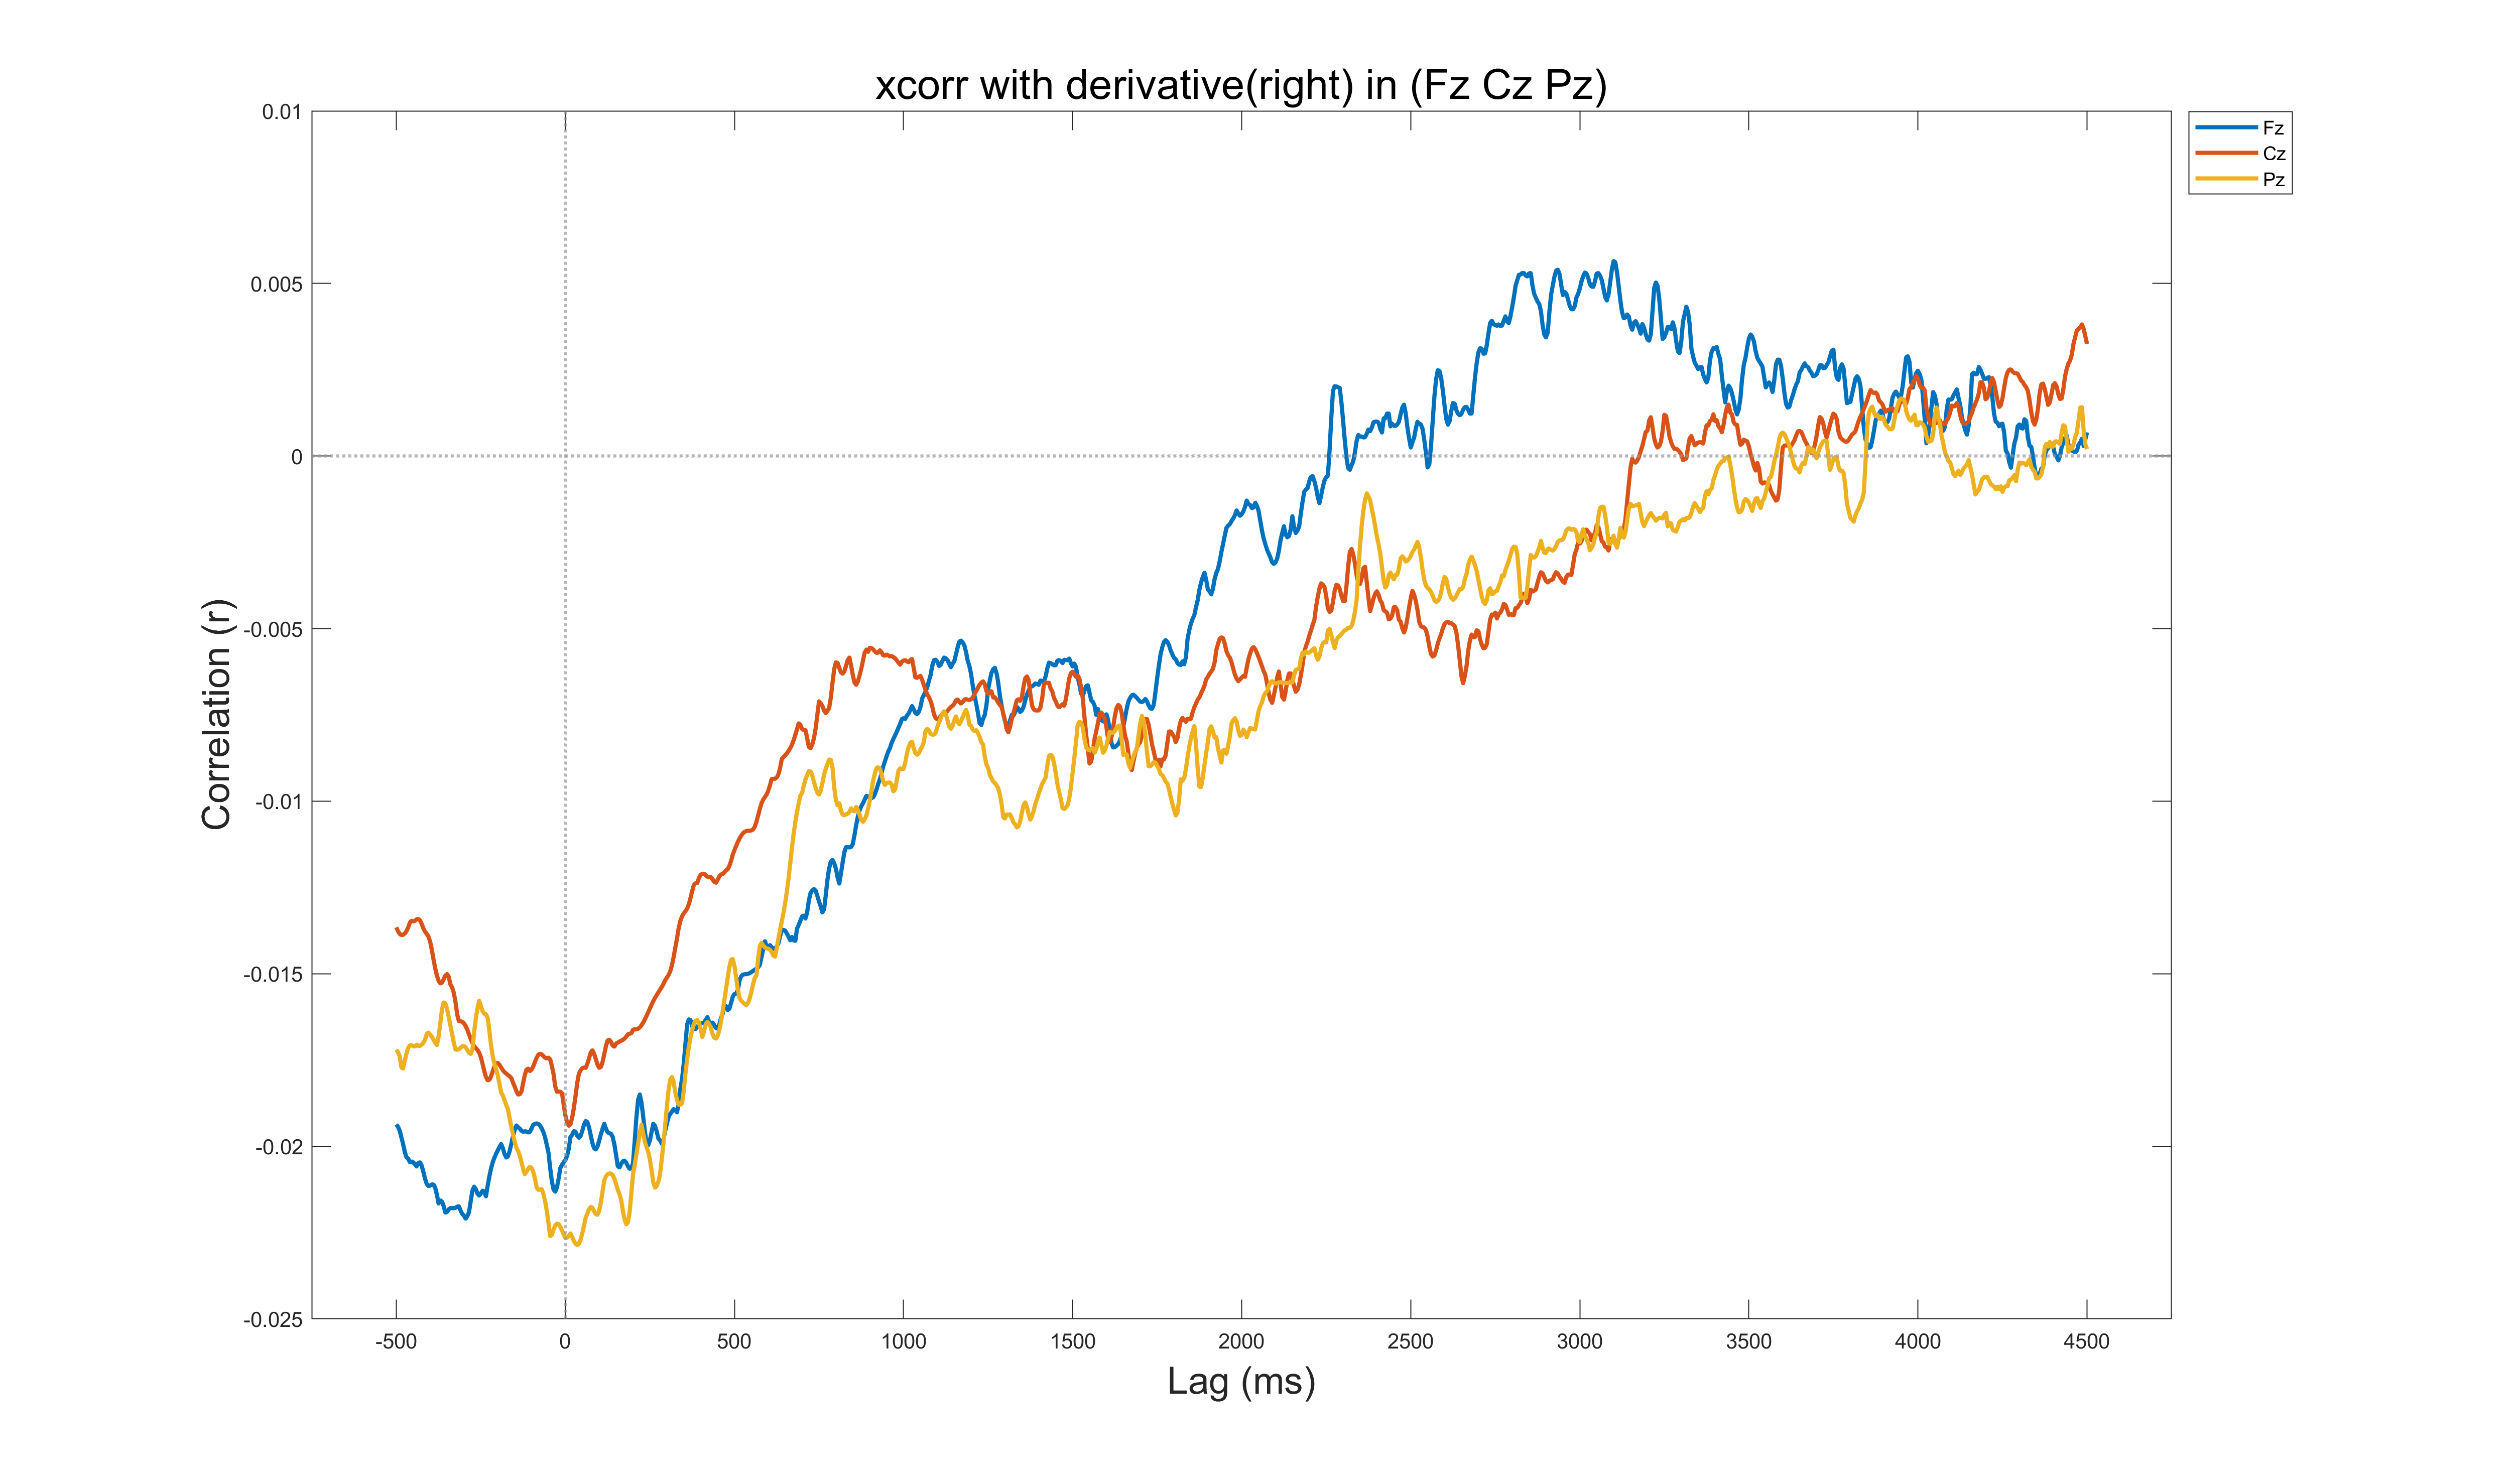 xcorr with derivative(right) in (Fz Cz Pz)
0.01
0.005
0
-0.005
-0.01
-0.015
-0.02
-0.025
Correlation (r)
-500 0 500 1000 1500 2000 2500 3000 3500 4000 4500
Lag (ms)
Fz
Cz
Pz